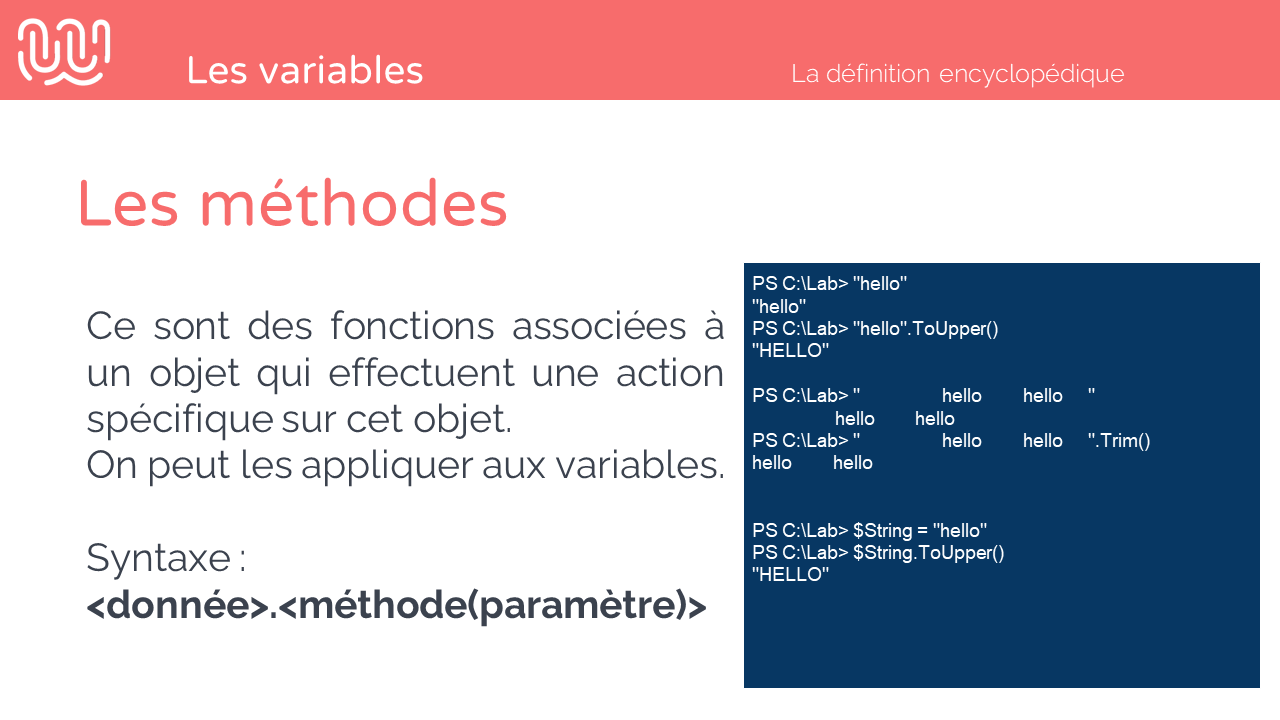 Les variables
La définition encyclopédique
Les méthodes
Ce sont des fonctions associées à
un objet qui effectuent une action
spécifique sur cet objet.
On peut les appliquer aux variables.
Syntaxe :
<donnée>.<méthode(paramètre)>
PS C:\Lab> "hello"
"hello"
PS C:\Lab> "hello".ToUpper()
"HELLO"
PS C:\Lab> "                hello        hello     "
                hello        hello
PS C:\Lab> "                hello        hello     ".Trim()
hello        hello
PS C:\Lab> $String = "hello"
PS C:\Lab> $String.ToUpper()
"HELLO"